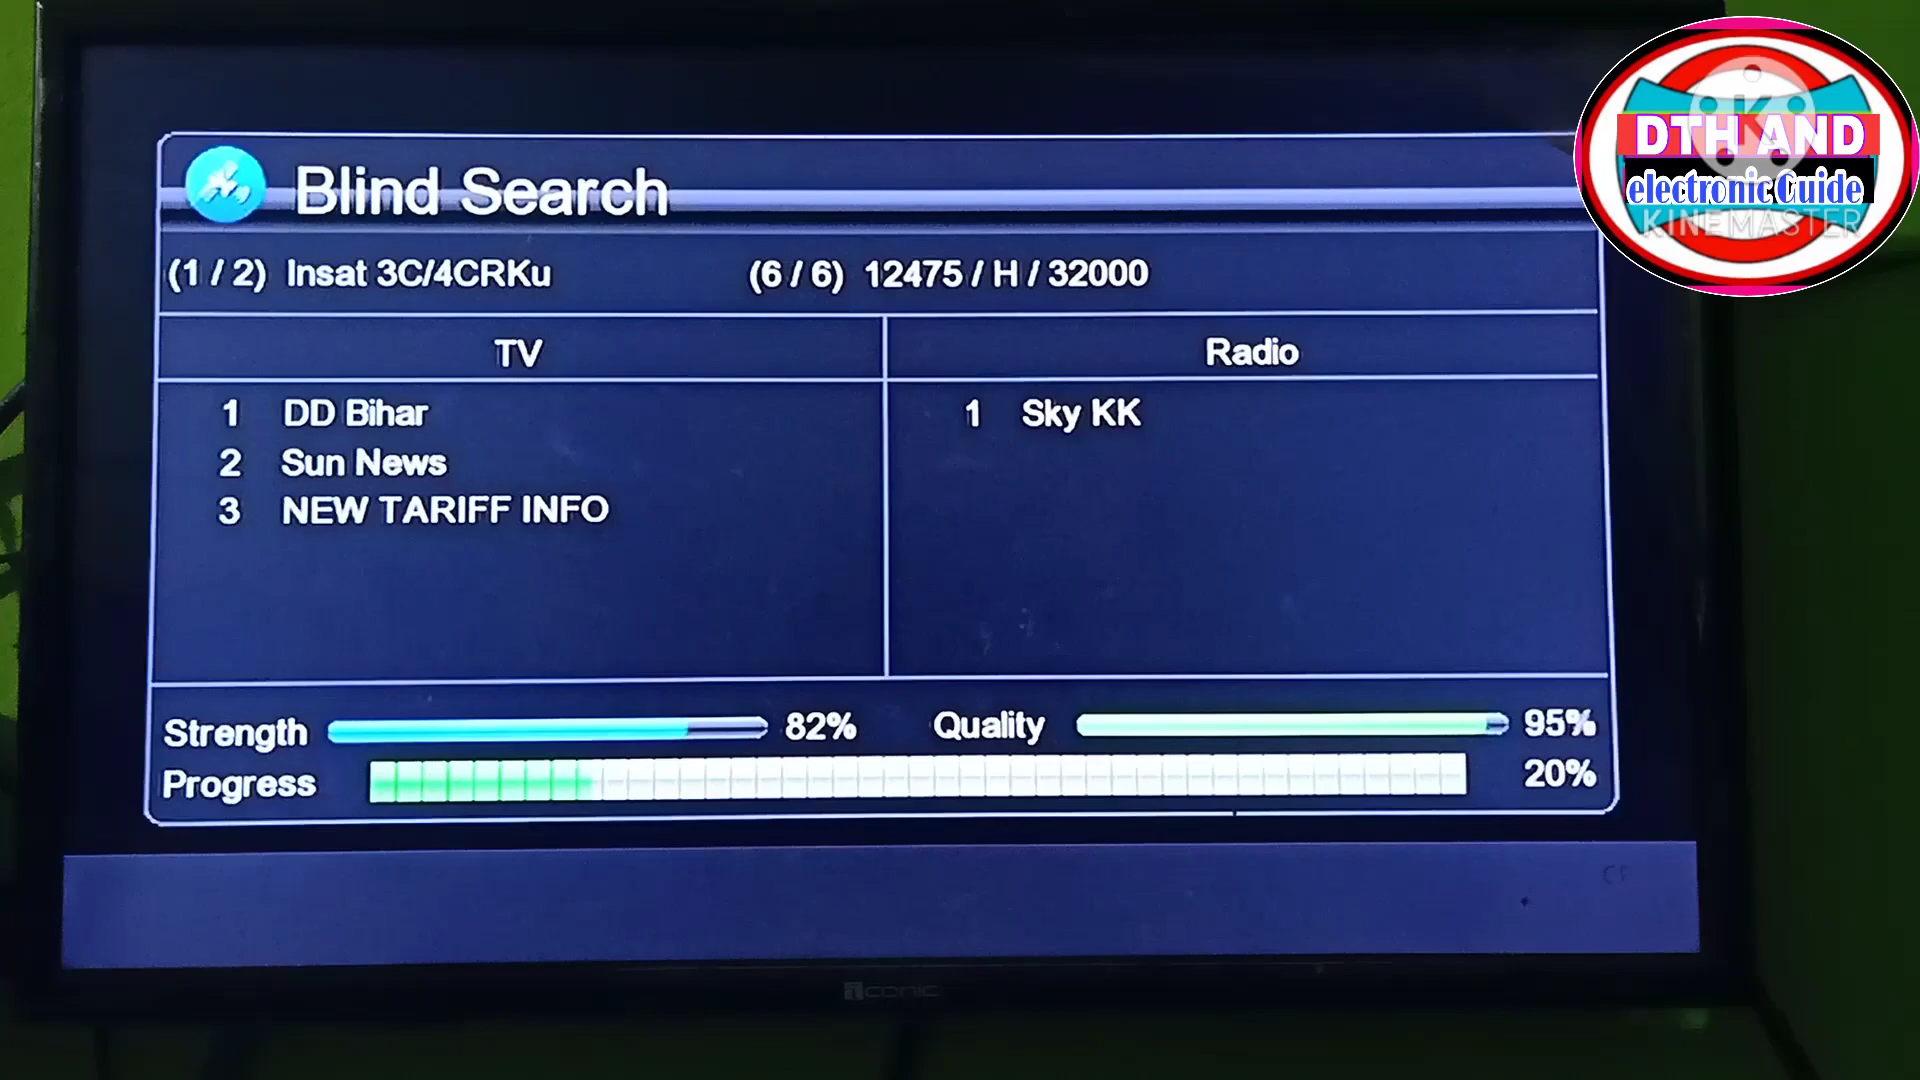 DTH AND
electronic Guide
KINEMASTER
Blind Search
(1 / 2) Insat 3C/4CRKu (6 / 6) 12475 / H / 32000
TV Radio
1 DD Bihar 1 Sky KK
2 Sun News
3 NEW TARIFF INFO
Strength 82% Quality 95%
Progress 20%
iconic